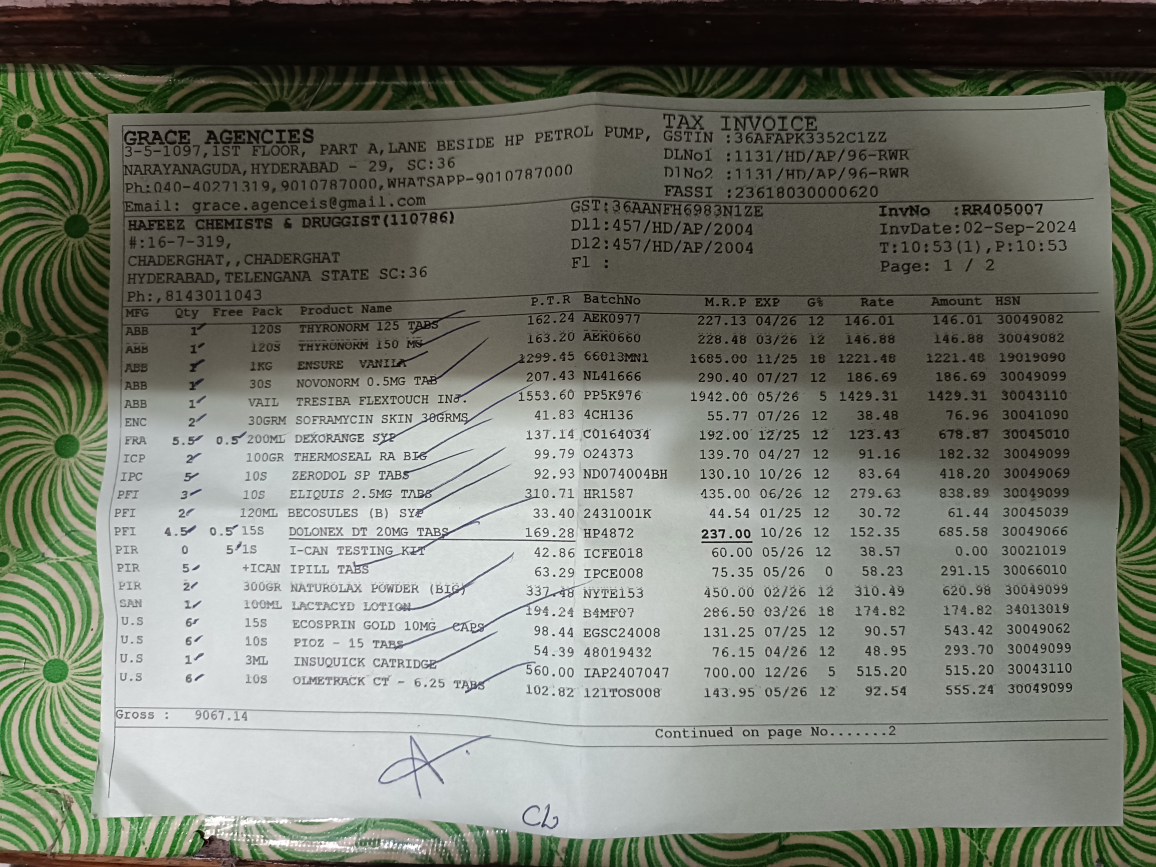 GRACE AGENCIES TAX INVOICE
3-5-1097,1ST FLOOR, PART A,LANE BESIDE HP PETROL PUMP, GSTIN :36AFAPK3352C1ZZ
NARAYANAGUDA,HYDERABAD - 29, SC:36 DLNo1 :1131/HD/AP/96-RWR
Ph:040-40271319,9010787000,WHATSAPP-9010787000 DlNo2 :1131/HD/AP/96-RWR
Email: grace.agenceis@gmail.com FASSI :23618030000620
HAFEEZ CHEMISTS & DRUGGIST(110786) GST:36AANFH6983N1ZE InvNo :RR405007
#:16-7-319, Dl1:457/HD/AP/2004 InvDate:02-Sep-2024
CHADERGHAT,,CHADERGHAT Dl2:457/HD/AP/2004 T:10:53(1),P:10:53
HYDERABAD,TELENGANA STATE SC:36 Fl : Page: 1 / 2
Ph:,8143011043
MFG Qty Free Pack Product Name P.T.R BatchNo M.R.P EXP G% Rate Amount HSN
ABB 1 120S THYRONORM 125 TABS 162.24 AEK0977 227.13 04/26 12 146.01 146.01 30049082
ABB 1 120S THYRONORM 150 MG 163.20 AEK0660 228.48 03/26 12 146.88 146.88 30049082
ABB 1 1KG ENSURE VANILA 1299.45 66013MN1 1685.00 11/25 18 1221.48 1221.48 19019090
ABB 1 30S NOVONORM 0.5MG TAB 207.43 NL41666 290.40 07/27 12 186.69 186.69 30049099
ABB 1 VAIL TRESIBA FLEXTOUCH INJ. 1553.60 PP5K976 1942.00 05/26 5 1429.31 1429.31 30043110
ENC 2 30GRM SOFRAMYCIN SKIN 30GRMS 41.83 4CH136 55.77 07/26 12 38.48 76.96 30041090
FRA 5.5 0.5 200ML DEXORANGE SYP 137.14 C0164034 192.00 12/25 12 123.43 678.87 30045010
ICP 2 100GR THERMOSEAL RA BIG 99.79 O24373 139.70 04/27 12 91.16 182.32 30049099
IPC 5 10S ZERODOL SP TABS 92.93 ND074004BH 130.10 10/26 12 83.64 418.20 30049069
PFI 3 10S ELIQUIS 2.5MG TABS 310.71 HR1587 435.00 06/26 12 279.63 838.89 30049099
PFI 2 120ML BECOSULES (B) SYP 33.40 2431001K 44.54 01/25 12 30.72 61.44 30045039
PFI 4.5 0.5 15S DOLONEX DT 20MG TABS 169.28 HP4872 237.00 10/26 12 152.35 685.58 30049066
PIR 0 5 1S I-CAN TESTING KIT 42.86 ICFE018 60.00 05/26 12 38.57 0.00 30021019
PIR 5 +ICAN IPILL TABS 63.29 IPCE008 75.35 05/26 0 58.23 291.15 30066010
PIR 2 300GR NATUROLAX POWDER (BIG) 337.48 NYTE153 450.00 02/26 12 310.49 620.98 30049099
SAN 1 100ML LACTACYD LOTION 194.24 B4MF07 286.50 03/26 18 174.82 174.82 34013019
U.S 6 15S ECOSPRIN GOLD 10MG CAPS 98.44 EGSC24008 131.25 07/25 12 90.57 543.42 30049062
U.S 6 10S PIOZ - 15 TABS 54.39 48019432 76.15 04/26 12 48.95 293.70 30049099
U.S 1 3ML INSUQUICK CATRIDGE 560.00 IAP2407047 700.00 12/26 5 515.20 515.20 30043110
U.S 6 10S OLMETRACK CT - 6.25 TABS 102.82 121TOS008 143.95 05/26 12 92.54 555.24 30049099
Gross : 9067.14
Continued on page No.......2